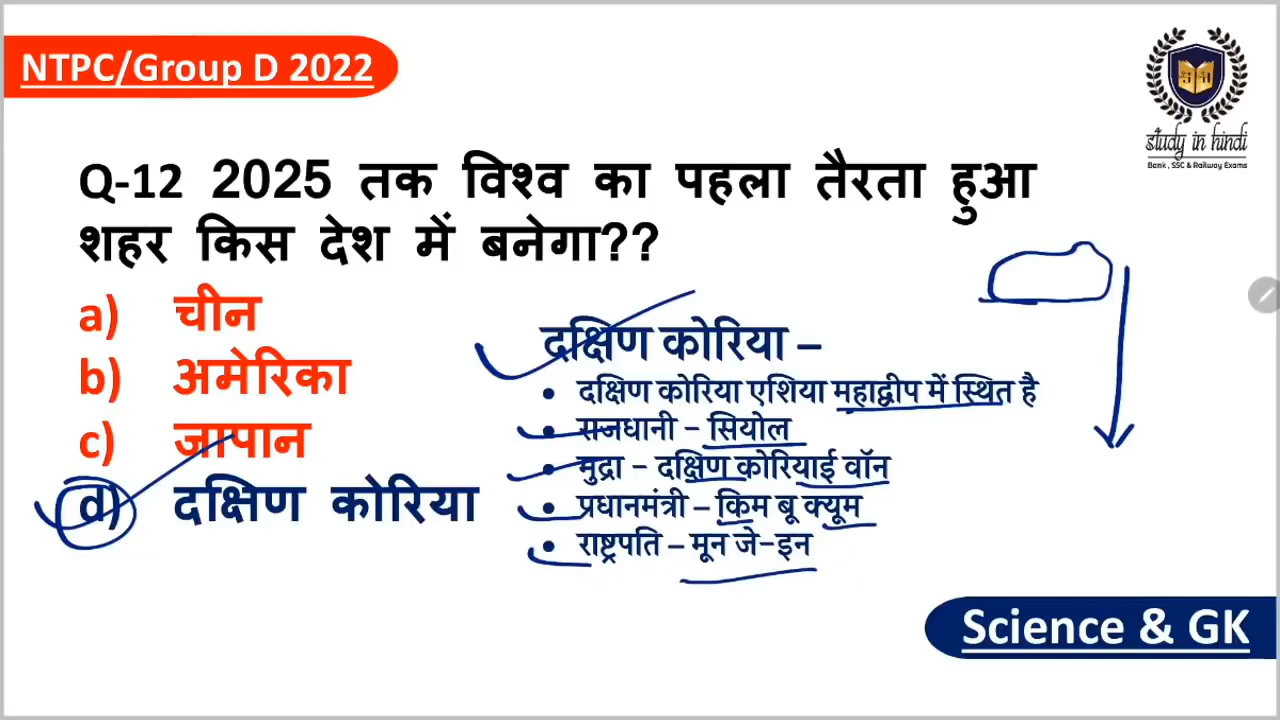 NTPC/Group D 2022
study in hindi
Bank , SSC & Railway Exams
Q-12 2025 तक विश्व का पहला तैरता हुआ
शहर किस देश में बनेगा??
a) चीन
b) अमेरिका
c) जापान
d) दक्षिण कोरिया
दक्षिण कोरिया –
• दक्षिण कोरिया एशिया महाद्वीप में स्थित है
• राजधानी – सियोल
• मुद्रा – दक्षिण कोरियाई वॉन
• प्रधानमंत्री – किम बू क्यूम
• राष्ट्रपति – मून जे-इन
Science & GK